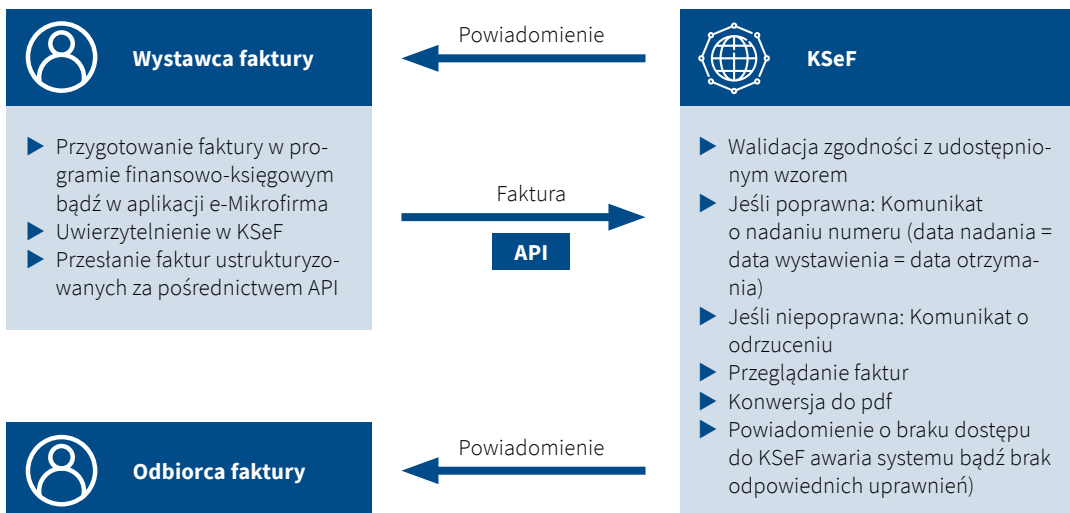 Wystawca faktury
Przygotowanie faktury w pro-
gramie finansowo-księgowym
bądź w aplikacji e-Mikrofirma
Uwierzytelnienie w KSeF
Przesłanie faktur ustrukturyzo-
wanych za pośrednictwem API
Powiadomienie
Faktura
API
KSeF
Walidacja zgodności z udostępnio-
nym wzorem
Jeśli poprawna: Komunikat
o nadaniu numeru (data nadania =
data wystawienia = data otrzyma-
nia)
Jeśli niepoprawna: Komunikat o
odrzuceniu
Przeglądanie faktur
Konwersja do pdf
Powiadomienie o braku dostępu
do KSeF awaria systemu bądź brak
odpowiednich uprawnień)
Odbiorca faktury
Powiadomienie